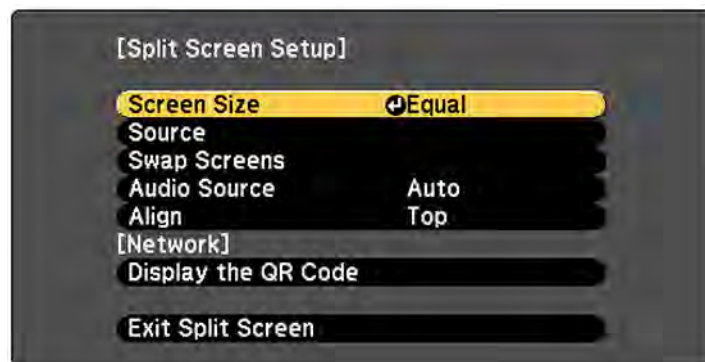 [Split Screen Setup]
Screen Size Equal
Source
Swap Screens
Audio Source Auto
Align Top
[Network]
Display the QR Code
Exit Split Screen